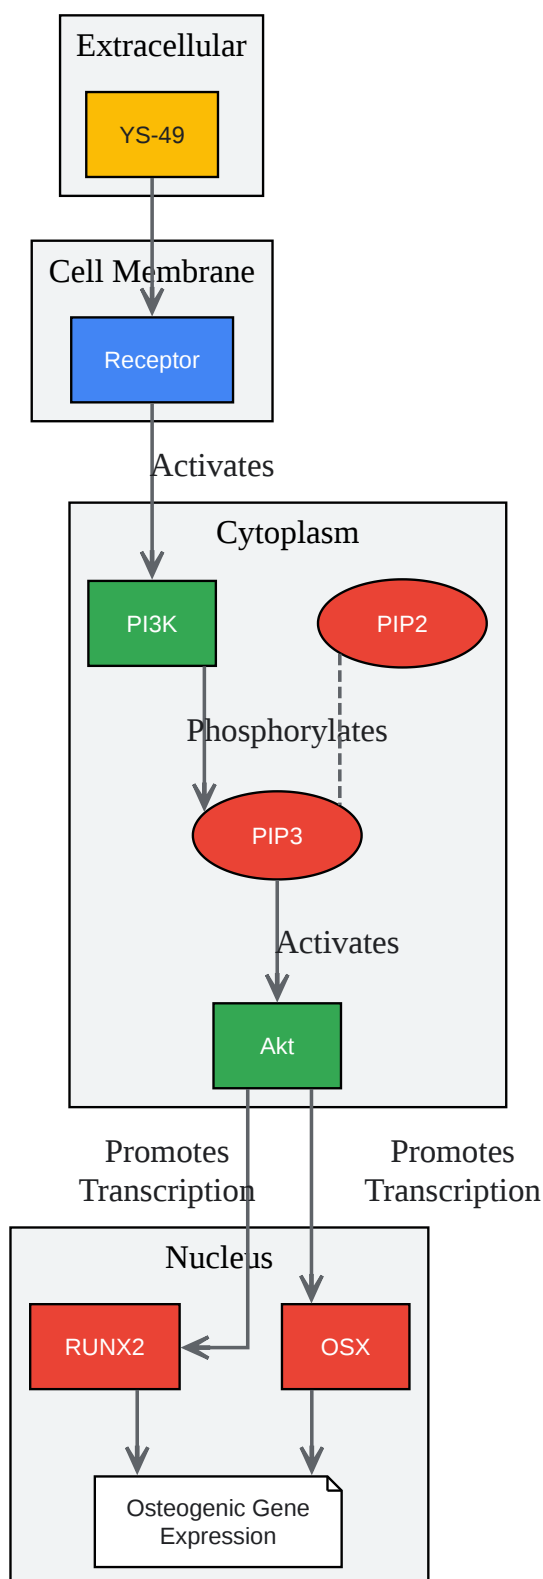 Extracellular
YS-49
Cell Membrane
Receptor
Activates
Cytoplasm
PI3K
PIP2
Phosphorylates
PIP3
Activates
Akt
Promotes
Transcription
Promotes
Transcription
Nucleus
RUNX2
OSX
Osteogenic Gene
Expression